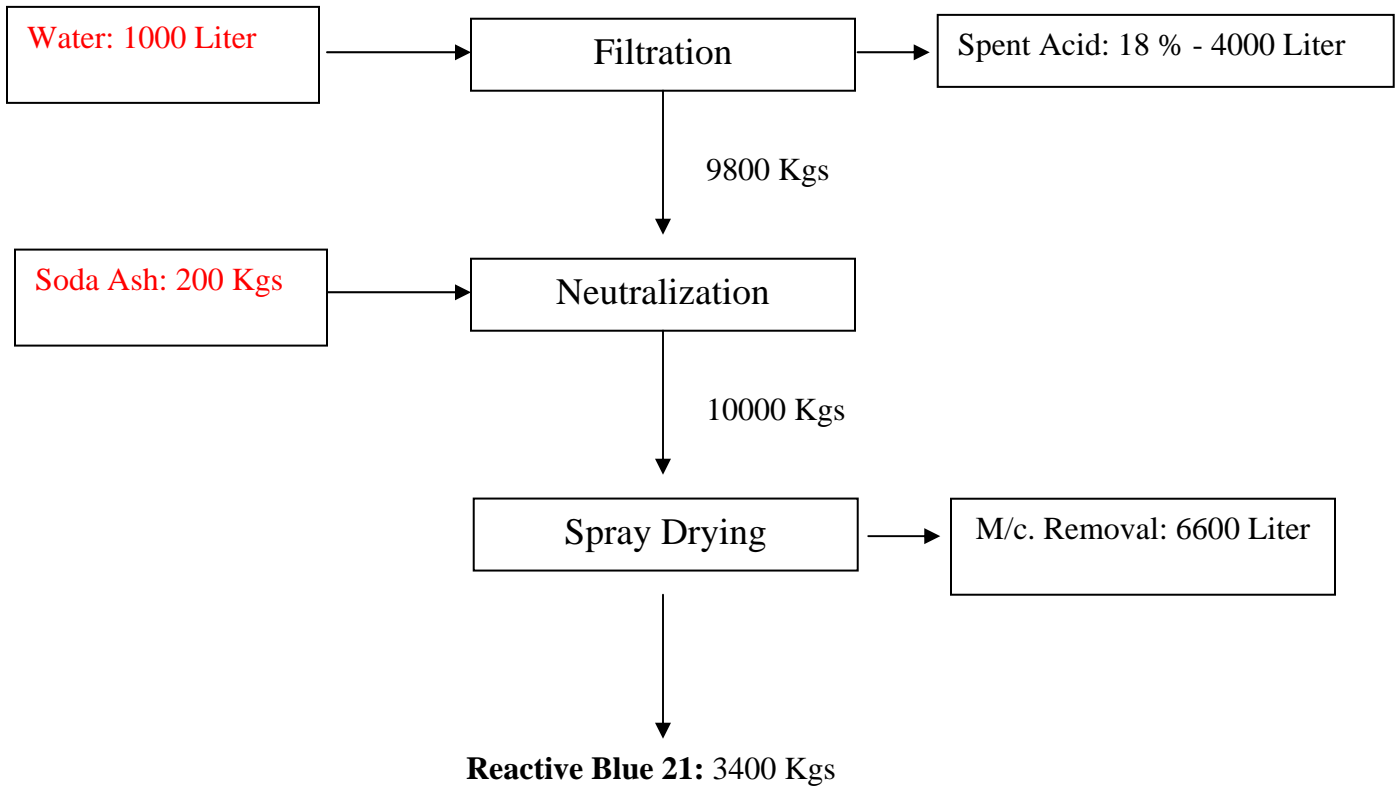 Water: 1000 Liter
Filtration
Spent Acid: 18 % - 4000 Liter
9800 Kgs
Soda Ash: 200 Kgs
Neutralization
10000 Kgs
Spray Drying
M/c. Removal: 6600 Liter
Reactive Blue 21: 3400 Kgs